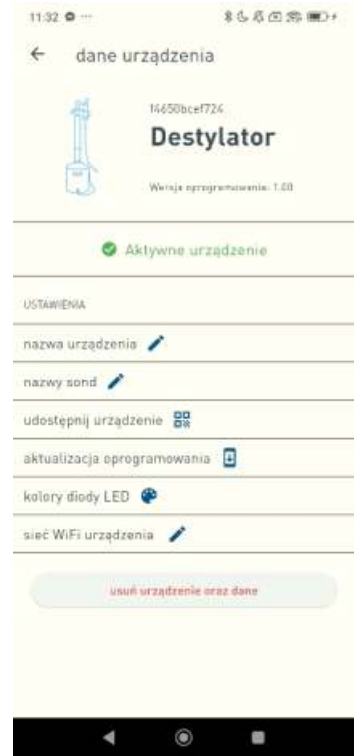 11:32
dane urządzenia
14650bcef724
Destylator
Wersja oprogramowania: 1.00
Aktywne urządzenie
USTAWIENIA
nazwa urządzenia
nazwy sond
udostępnij urządzenie
aktualizacja oprogramowania
kolory diody LED
sieć WiFi urządzenia
usuń urządzenie oraz dane